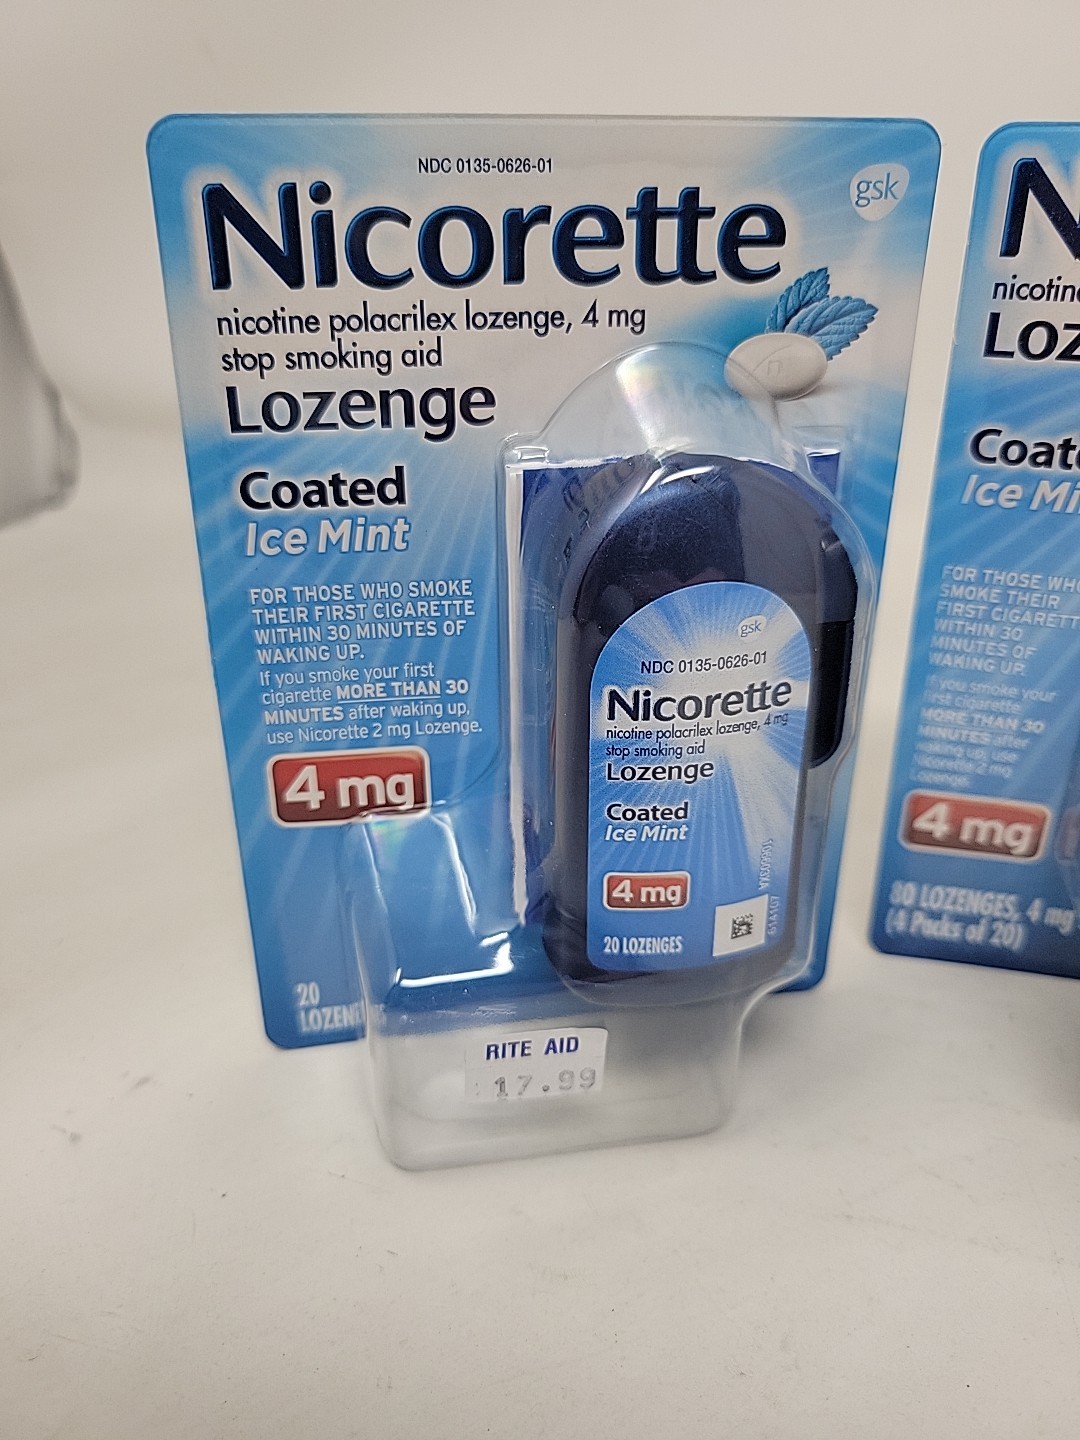 NDC 0135-0626-01
gsk
Nicorette
nicotine polacrilex lozenge, 4 mg
stop smoking aid
Lozenge
Coated
Ice Mint
FOR THOSE WHO SMOKE
THEIR FIRST CIGARETTE
WITHIN 30 MINUTES OF
WAKING UP.
If you smoke your first
cigarette MORE THAN 30
MINUTES after waking up,
use Nicorette 2 mg Lozenge.
4 mg
20
gsk
NDC 0135-0626-01
Nicorette
nicotine polacrilex lozenge, 4 mg
stop smoking aid
Lozenge
Coated
Ice Mint
4 mg
20 LOZENGES
614107
RITE AID
17.99
N
Loz
Ice Mi
FOR THOSE WHO
SMOKE THEIR
FIRST CIGARETT
WITHIN 30
MINUTES OF
WAKING UP.
If you smoke your
first cigarette
MORE THAN 30
MINUTES after
waking up, use
Nicorette 2 mg
Lozenge.
4 mg
80 LOZENGES, 4 mg
(4 Packs of 20)